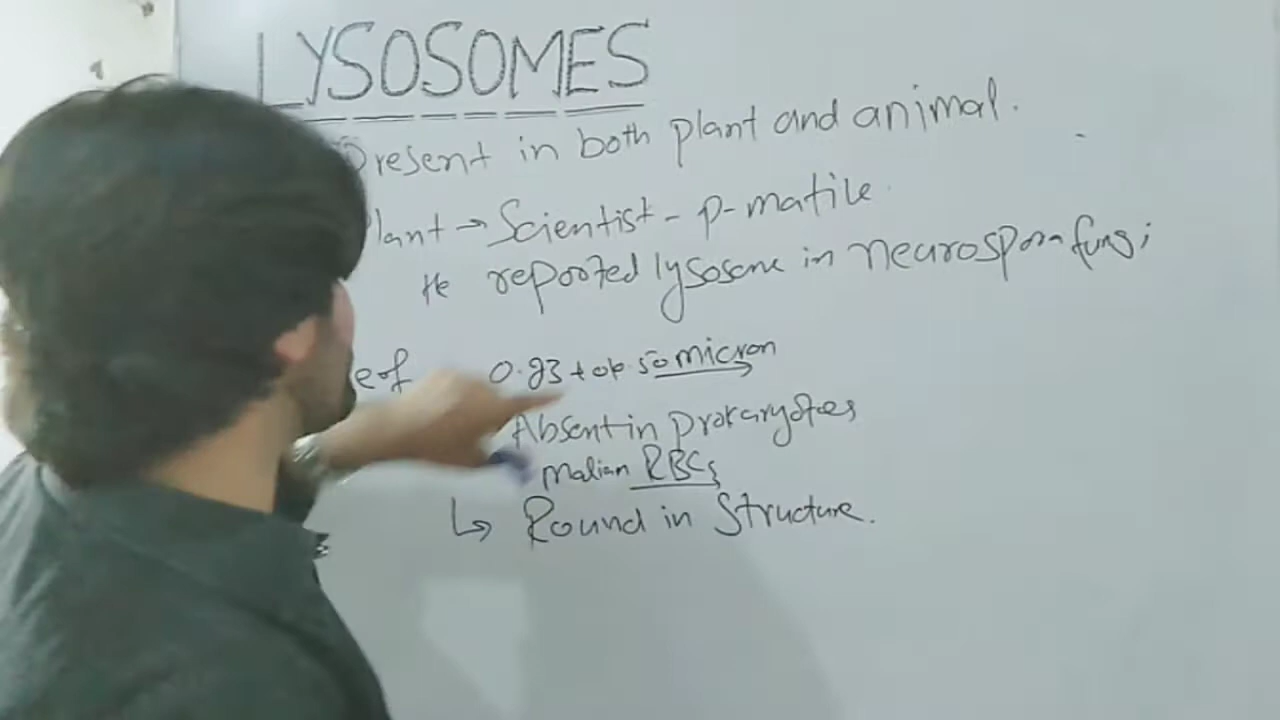 LYSOSOMES
Present in both plant and animal.
Plant → Scientist - P-matile
He reported lysosome in neurospora fungi
0.23 to 0.50 micron
Absent in prokaryotes
RBCs
↳ Round in Structure.